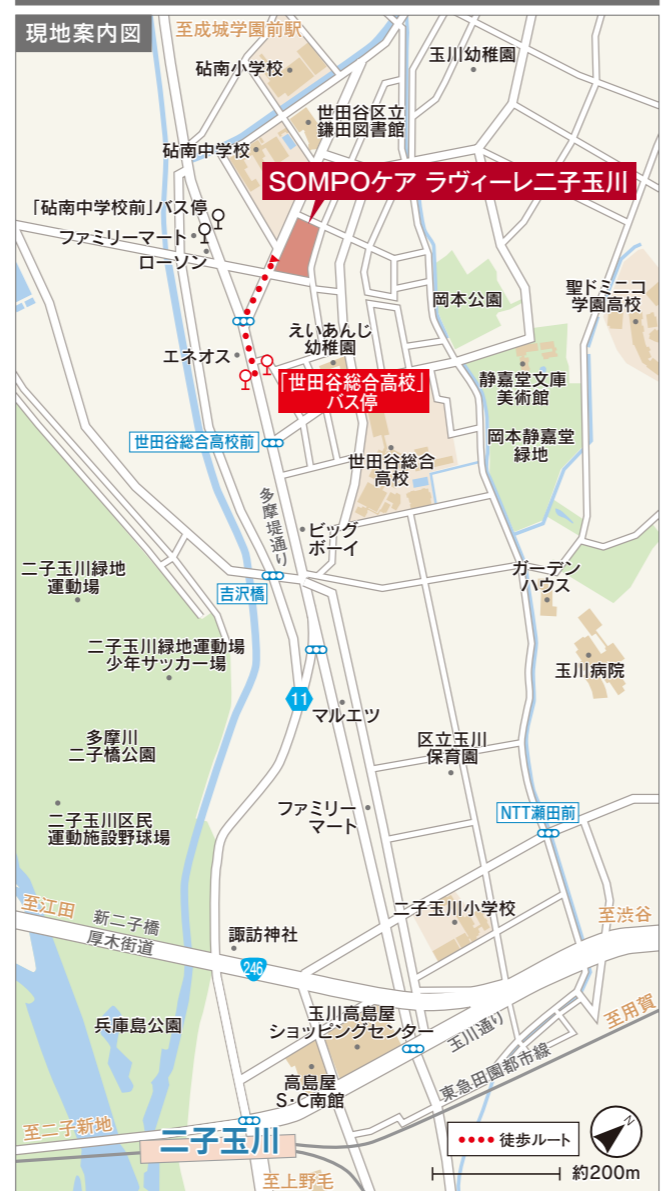 現地案内図
至成城学園前駅
玉川幼稚園
砧南小学校
世田谷区立
鎌田図書館
砧南中学校
SOMPOケア ラヴィーレ二子玉川
「砧南中学校前」バス停
ファミリーマート
ローソン
聖ドミニコ
学園高校
岡本公園
えいあんじ
幼稚園
エネオス
静嘉堂文庫
美術館
「世田谷総合高校」
バス停
岡本静嘉堂
緑地
世田谷総合高校前
世田谷総合
高校
多摩堤通り
ビッグ
ボーイ
二子玉川緑地
運動場
吉沢橋
ガーデン
ハウス
二子玉川緑地運動場
少年サッカー場
玉川病院
11
マルエツ
多摩川
二子橋公園
区立玉川
保育園
ファミリー
マート
二子玉川区民
運動施設野球場
NTT瀬田前
至江田
新二子橋
厚木街道
二子玉川小学校
至渋谷
諏訪神社
246
兵庫島公園
玉川高島屋
ショッピングセンター
玉川通り
至用賀
東急田園都市線
高島屋
S・C南館
至二子新地
二子玉川
徒歩ルート
N
至上野毛
約200m